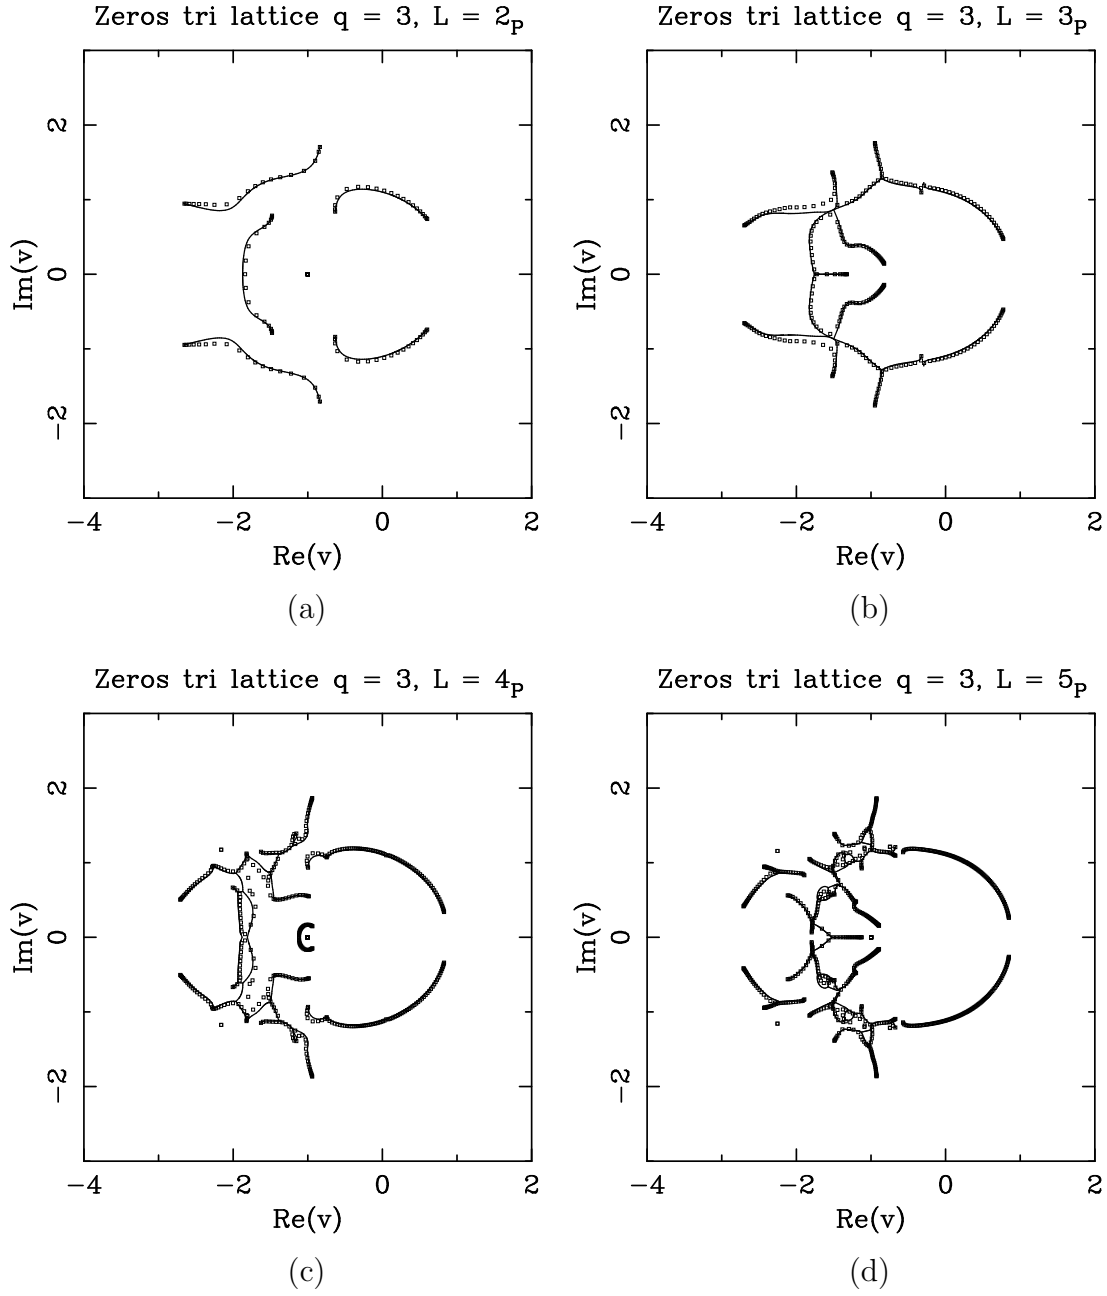 Zeros tri lattice q = 3, L = 2P
Im(v)
2
0
−2
−4
−2
0
2
Re(v)
(a)
Zeros tri lattice q = 3, L = 3P
Im(v)
2
0
−2
−4
−2
0
2
Re(v)
(b)
Zeros tri lattice q = 3, L = 4P
Im(v)
2
0
−2
−4
−2
0
2
Re(v)
(c)
Zeros tri lattice q = 3, L = 5P
Im(v)
2
0
−2
−4
−2
0
2
Re(v)
(d)